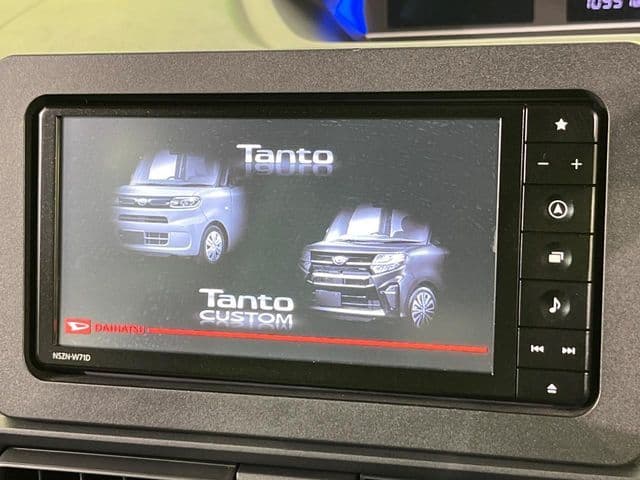 Tanto
Tanto
CUSTOM
DAIHATSU
NSZN-W71D